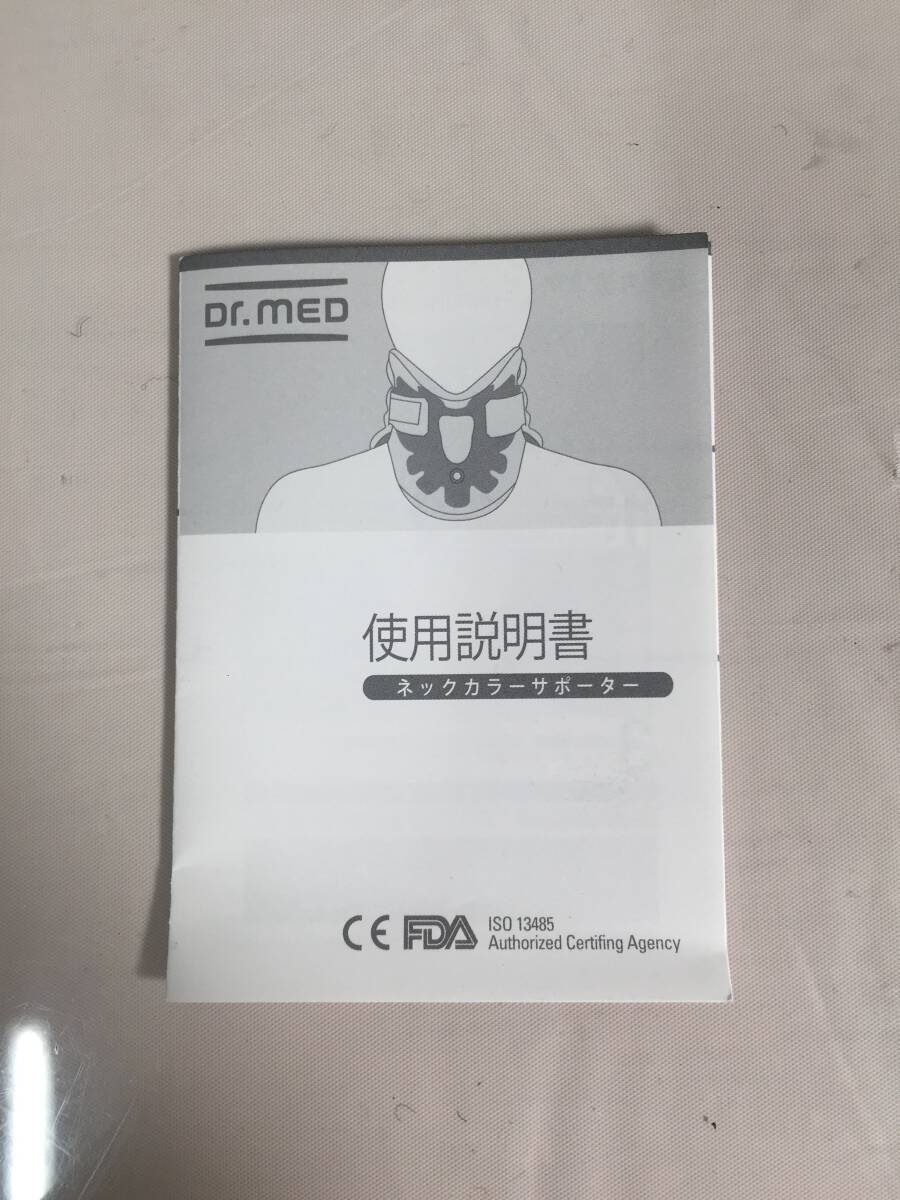 Dr.MED
使用説明書
ネックカラーサポーター
CE FDA ISO 13485
Authorized Certifing Agency